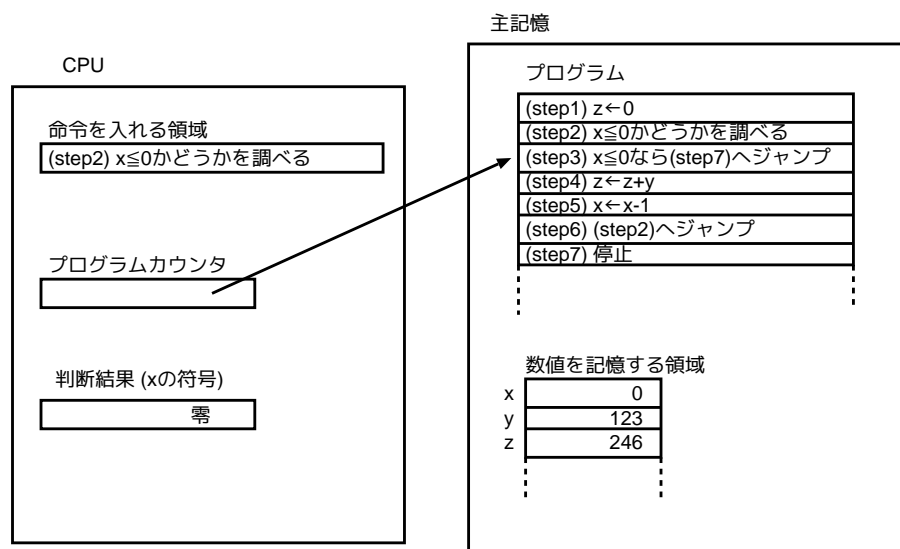 主記憶
CPU
プログラム
命令を入れる領域
(step2) x≦0かどうかを調べる
(step1) z←0
(step2) x≦0かどうかを調べる
(step3) x≦0なら(step7)へジャンプ
(step4) z←z+y
(step5) x←x-1
(step6) (step2)へジャンプ
(step7) 停止
プログラムカウンタ
判断結果 (xの符号)
零
数値を記憶する領域
x 0
y 123
z 246